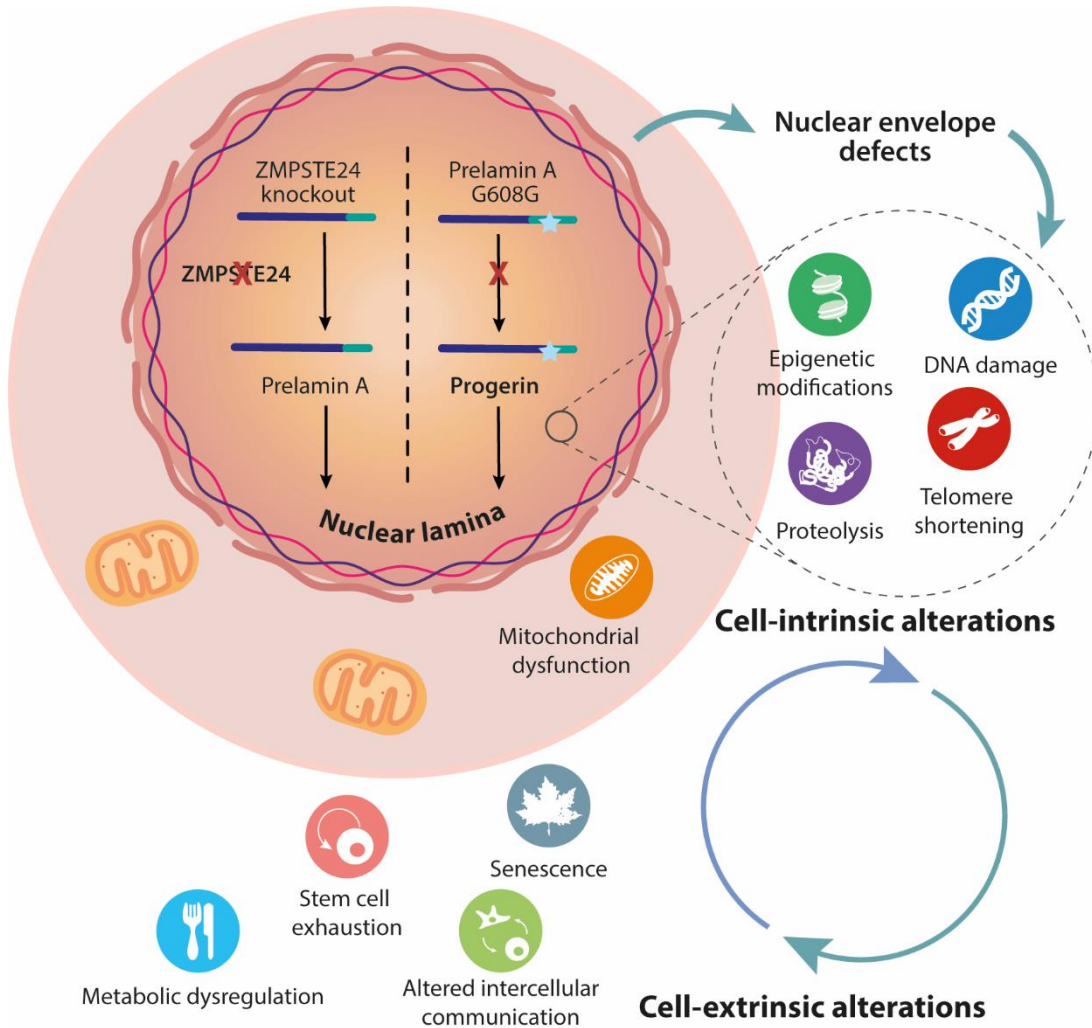 Nuclear envelope
defects
ZMPSTE24
knockout
Prelamin A
G608G
ZMPSTE24
X
X
Prelamin A
Progerin
Nuclear lamina
Epigenetic
modifications
DNA damage
Proteolysis
Telomere
shortening
Mitochondrial
dysfunction
Cell-intrinsic alterations
Senescence
Stem cell
exhaustion
Metabolic dysregulation
Altered intercellular
communication
Cell-extrinsic alterations